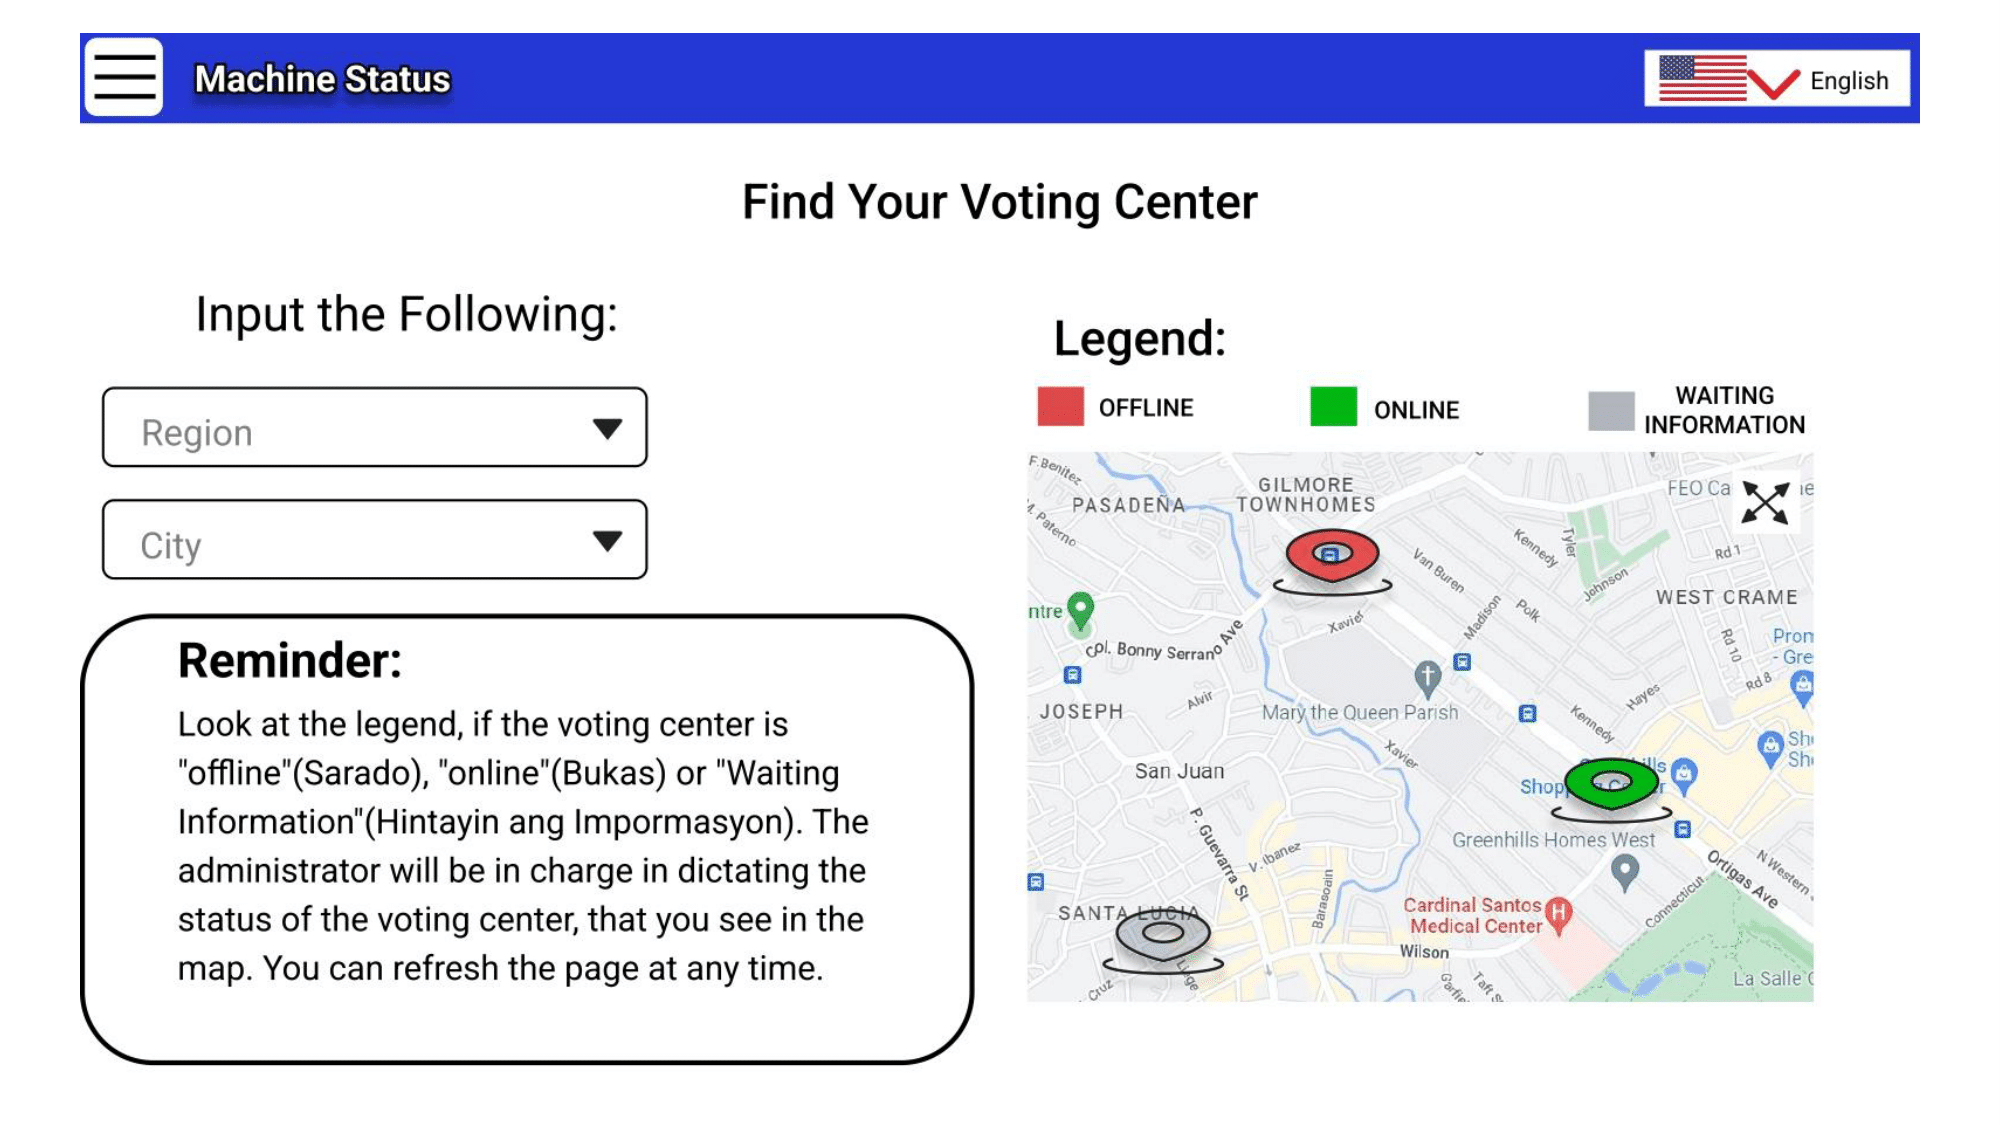 Machine Status
English
Find Your Voting Center
Input the Following:
Region
City
Reminder:
Look at the legend, if the voting center is
"offline"(Sarado), "online"(Bukas) or "Waiting
Information"(Hintayin ang Impormasyon). The
administrator will be in charge in dictating the
status of the voting center, that you see in the
map. You can refresh the page at any time.
Legend:
OFFLINE
ONLINE
WAITING
INFORMATION
F.Benitez
PASADEÑA
GILMORE
TOWNHOMES
FEO Ca
M. Paterno
Kennedy
Tyler
Rd 1
Van Buren
Johnson
WEST CRAME
Madison
Polk
ntre
Xavier
Col. Bonny Serrano Ave
Rd 10
Prom
- Gre
Rd 8
Alvir
JOSEPH
Mary the Queen Parish
Hayes
Kennedy
Xavier
Sh
Sh
San Juan
Shop
Greenhills Homes West
P. Guevarra St
V. Ibanez
Ortigas Ave
N Western
Barasoain
Connecticut
SANTA LUCIA
Cardinal Santos
Medical Center
Wilson
Liege
Cruz
Garfie
Taft S
La Salle